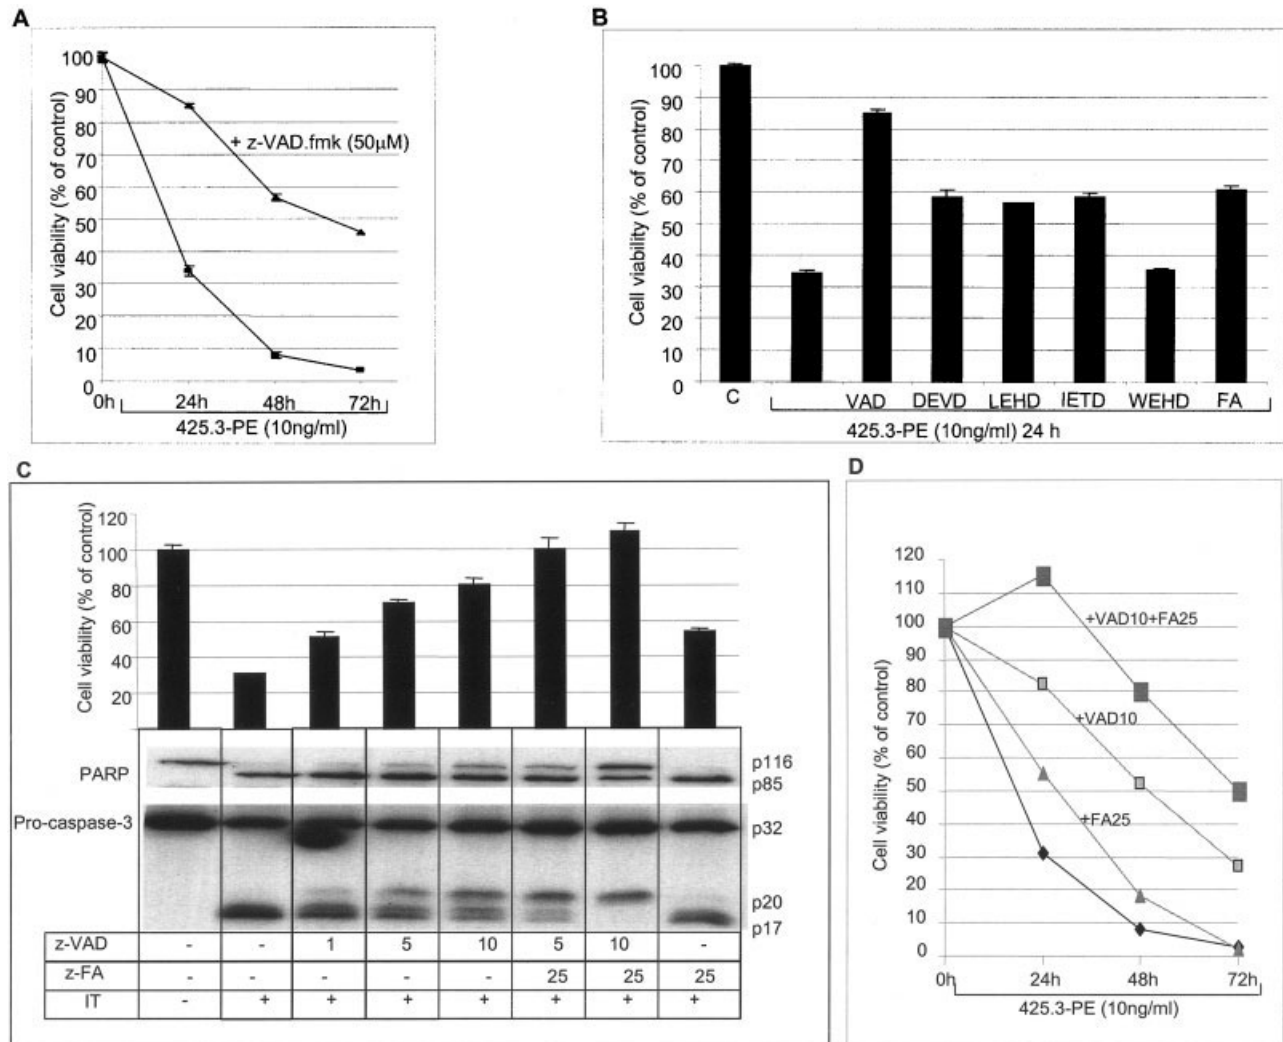 A
Cell viability (% of control)
100
90
80
70
60
50
40
30
20
10
0
+ z-VAD.fmk (50µM)
0h 24h 48h 72h
425.3-PE (10ng/ml)
B
Cell viability (% of control)
100
90
80
70
60
50
40
30
20
10
0
C VAD DEVD LEHD IETD WEHD FA
425.3-PE (10ng/ml) 24 h
C
Cell viability (% of control)
120
100
80
60
40
20
PARP
p116
p85
Pro-caspase-3
p32
p20
p17
z-VAD - - 1 5 10 5 10 -
z-FA - - - - - 25 25 25
IT - + + + + + + +
D
Cell viability (% of control)
120
110
100
90
80
70
60
50
40
30
20
10
0
+VAD10+FA25
+VAD10
+FA25
0h 24h 48h 72h
425.3-PE (10ng/ml)